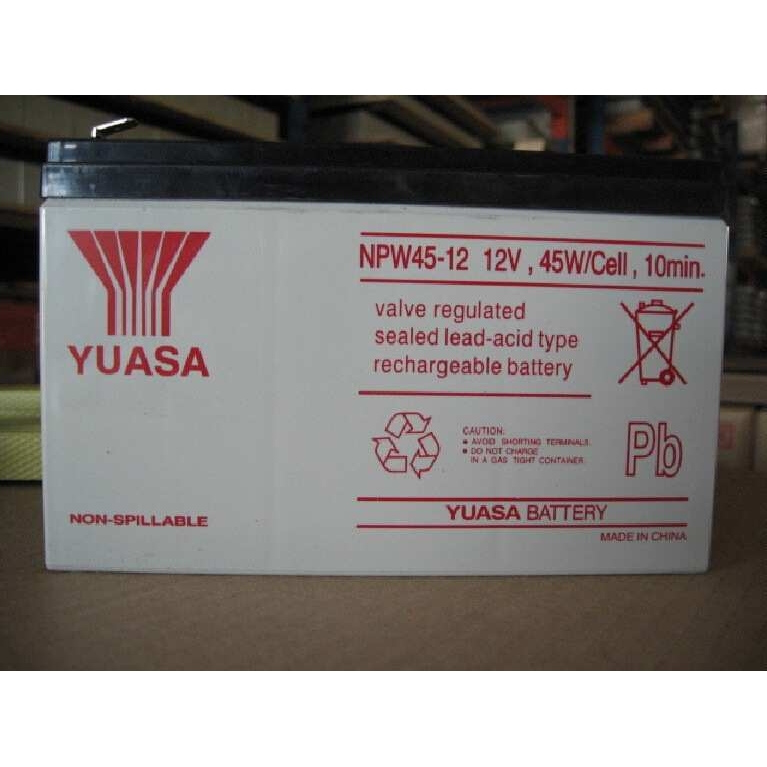 YUASA
NON-SPILLABLE
NPW45-12 12V , 45W/Cell , 10min.
valve regulated
sealed lead-acid type
rechargeable battery
CAUTION:
• AVOID SHORTING TERMINALS.
• DO NOT CHARGE
IN A GAS TIGHT CONTAINER.
Pb
YUASA BATTERY
MADE IN CHINA